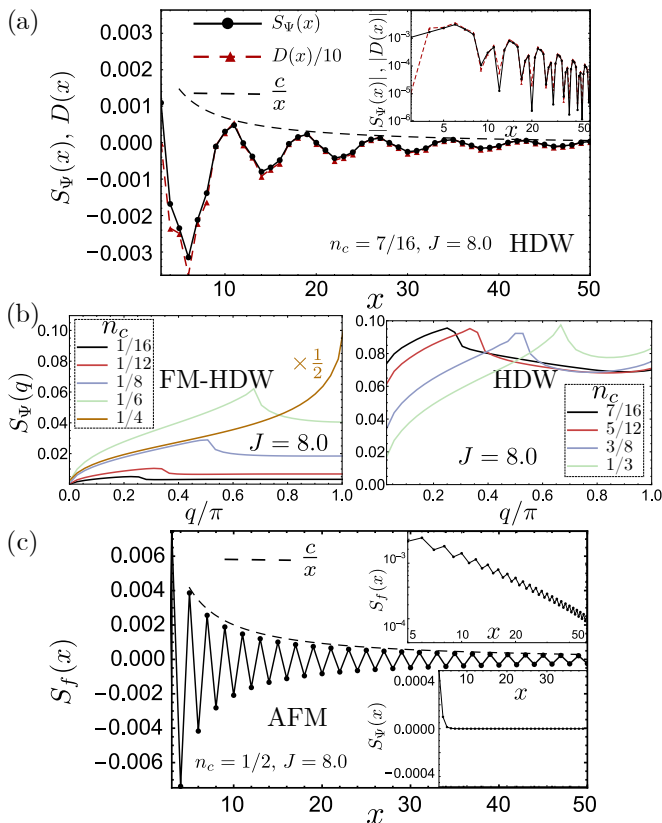 (a)
S_Ψ(x)
D(x)/10
c/x
S_Ψ(x), D(x)
0.002
0.001
0.000
−0.001
−0.002
−0.003
10 20 30 40 50
x
n_c = 7/16, J = 8.0 HDW
|S_Ψ(x)|, |D(x)|
10^{-3}
10^{-4}
10^{-5}
10^{-6}
5 10 20 50
x
(b)
S_Ψ(q)
0.10
0.08
0.06
0.04
0.02
n_c
1/16
1/12
1/8
1/6
1/4
FM-HDW
×1/2
J = 8.0
0.0 0.2 0.4 0.6 0.8 1.0
q/π
0.10
0.08
0.06
0.04
0.02
0.00
HDW
J = 8.0
n_c
7/16
5/12
3/8
1/3
0.2 0.4 0.6 0.8 1.0
q/π
(c)
c/x
S_f(x)
0.006
0.004
0.002
0.000
−0.002
−0.004
−0.006
AFM
n_c = 1/2, J = 8.0
10 20 30 40 50
x
S_f(x)
10^{-3}
10^{-4}
5 10 20 50
x
S_Ψ(x)
0.0004
0.0000
−0.0004
10 20 30 40
x